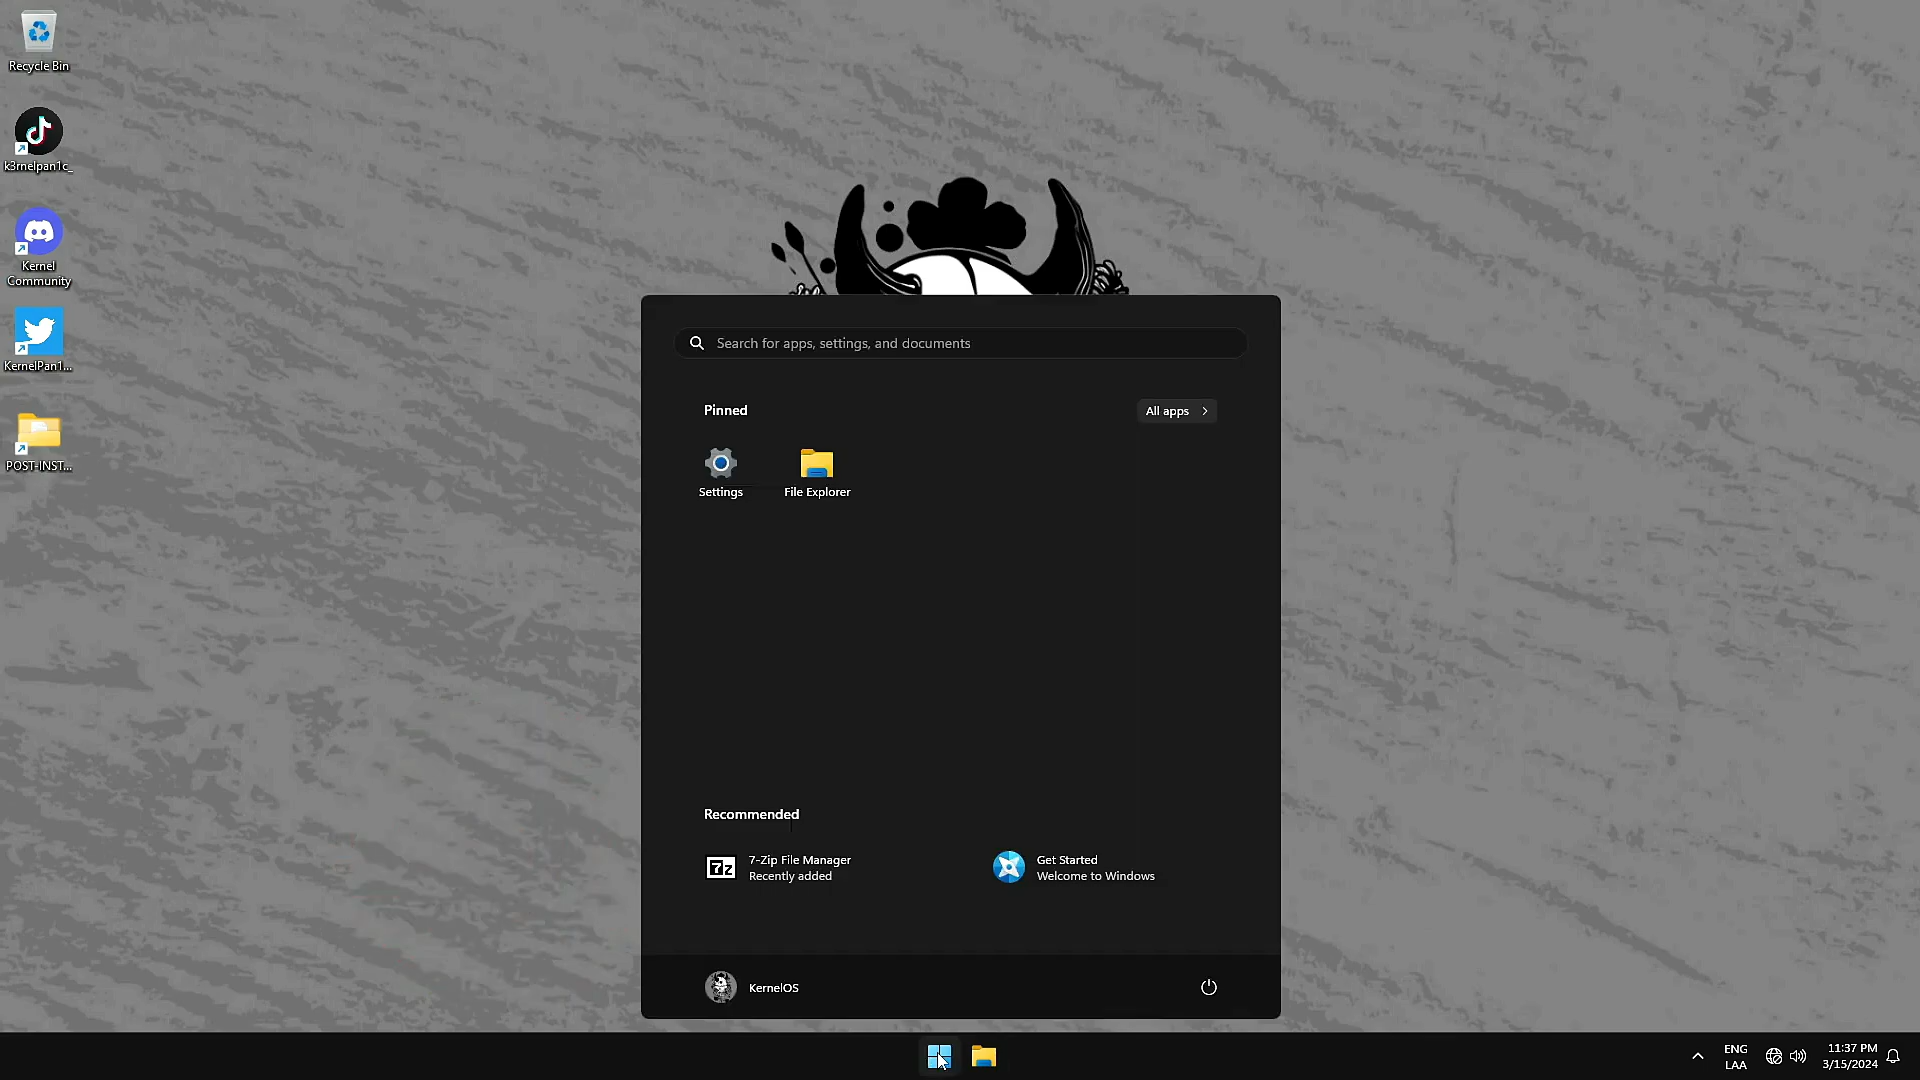 Recycle Bin
k3rnelpan1c_
Kernel
Community
KernelPan1...
POST-INST...
Search for apps, settings, and documents
Pinned
All apps
Settings
File Explorer
Recommended
7z
7-Zip File Manager
Recently added
Get Started
Welcome to Windows
KernelOS
ENG
LAA
11:37 PM
3/15/2024